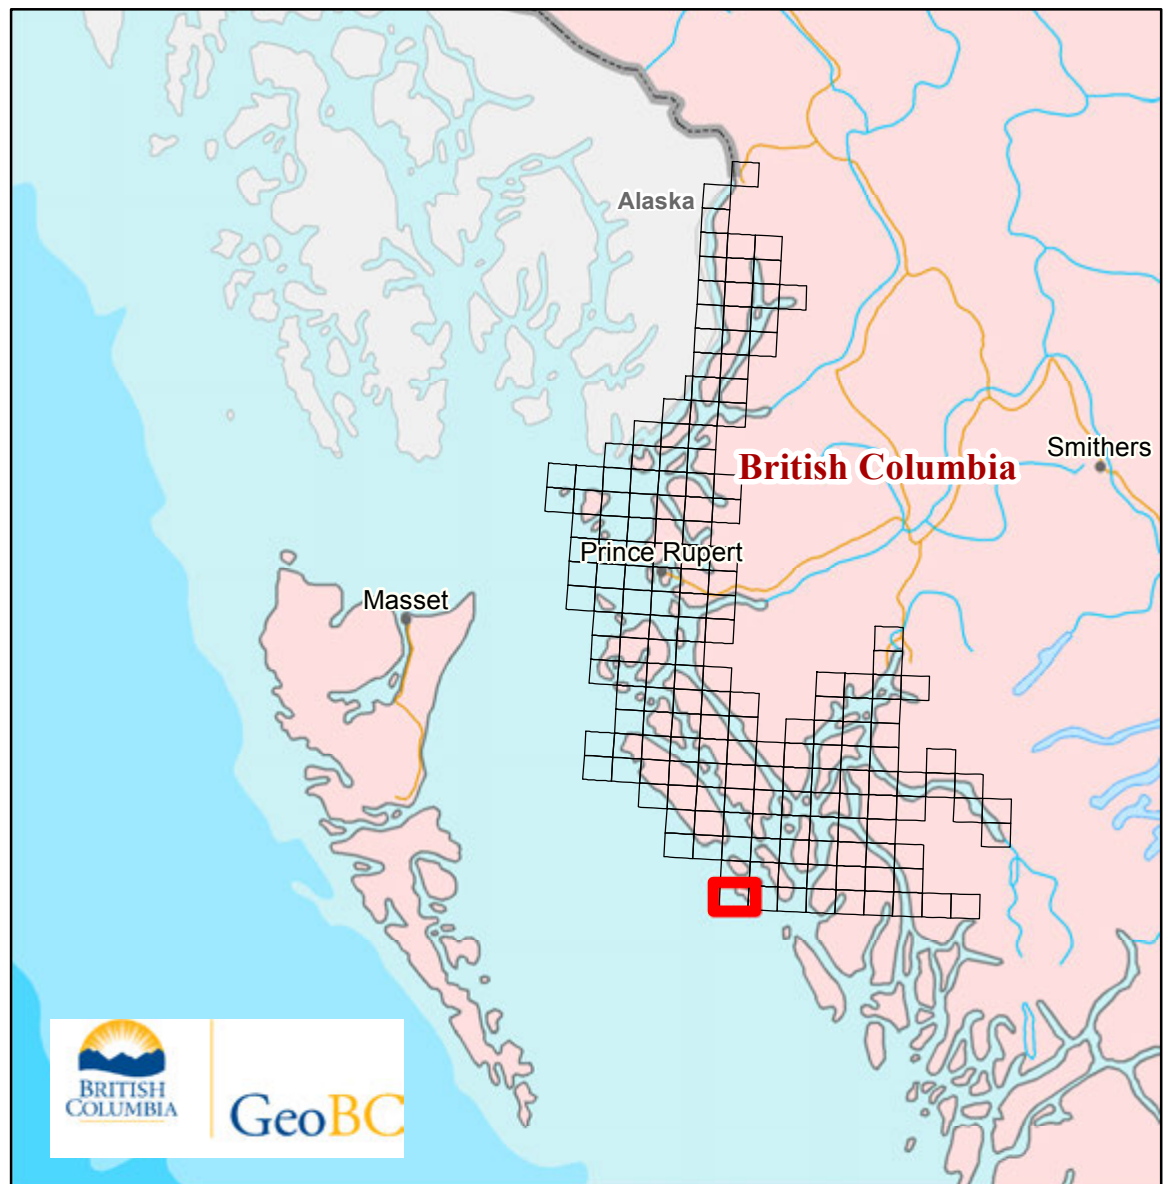 Alaska
Smithers
British Columbia
Prince Rupert
Masset
BRITISH
COLUMBIA
GeoBC